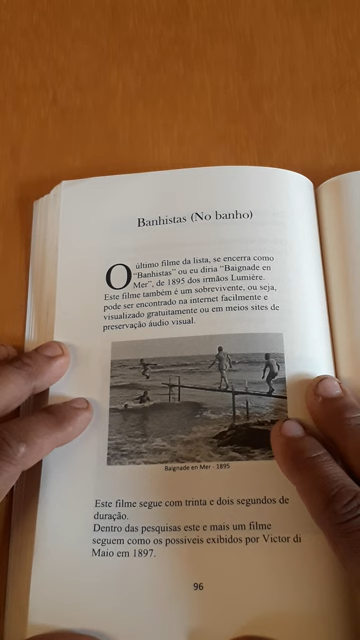 Banhistas (No banho)
O último filme da lista, se encerra como
“Banhistas” ou eu diria “Baignade en
Mer”, de 1895 dos irmãos Lumière.
Este filme também é um sobrevivente, ou seja,
pode ser encontrado na internet facilmente e
visualizado gratuitamente ou em meios sites de
preservação áudio visual.
Baignade en Mer - 1895
Este filme segue com trinta e dois segundos de
duração.
Dentro das pesquisas este e mais um filme
seguem como os possíveis exibidos por Victor di
Maio em 1897.
96